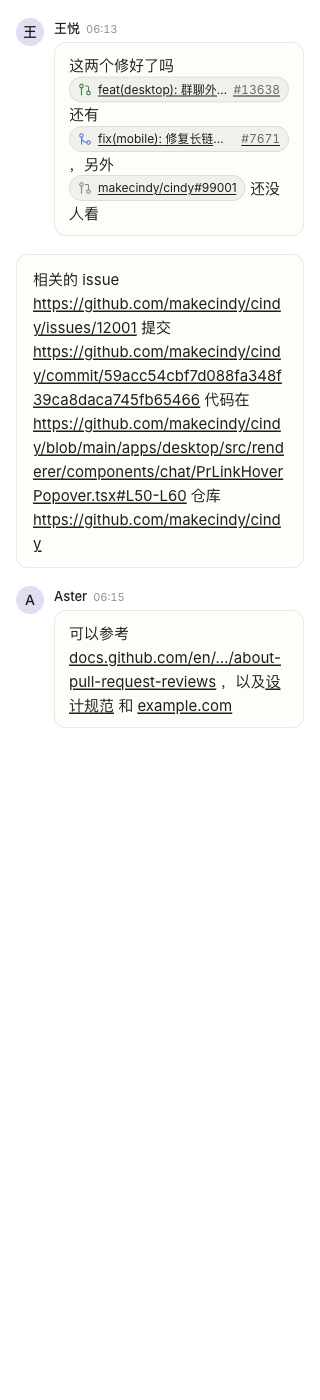 王 王悦 06:13
这两个修好了吗
feat(desktop): 群聊外... #13638
还有
fix(mobile): 修复长链... #7671
，另外
makecindy/cindy#99001 还没
人看
相关的 issue
https://github.com/makecindy/cind
y/issues/12001 提交
https://github.com/makecindy/cind
y/commit/59acc54cbf7d088fa348f
39ca8daca745fb65466 代码在
https://github.com/makecindy/cind
y/blob/main/apps/desktop/src/rend
erer/components/chat/PrLinkHover
Popover.tsx#L50-L60 仓库
https://github.com/makecindy/cind
y
A Aster 06:15
可以参考
docs.github.com/en/…/about-
pull-request-reviews ，以及设
计规范 和 example.com